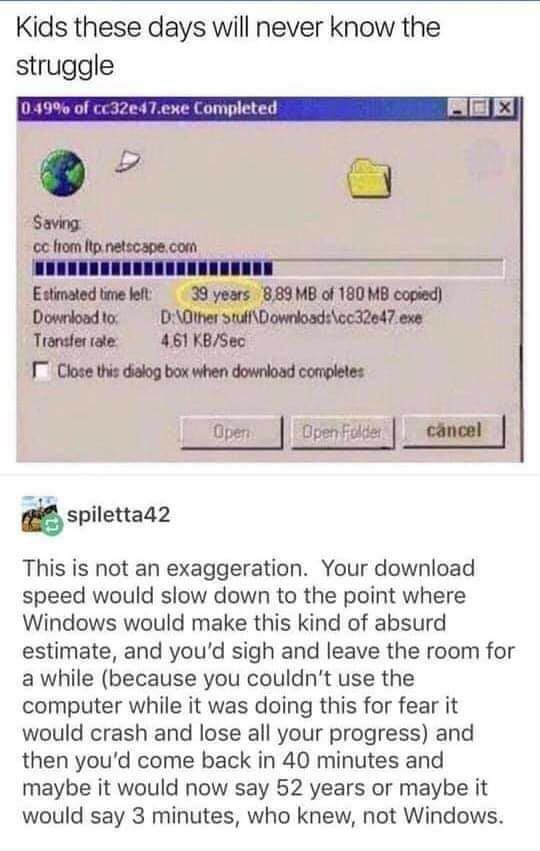 Kids these days will never know the
struggle
0.49% of cc32e47.exe Completed
Saving:
cc from ftp.netscape.com
Estimated time left: 39 years 8,89 MB of 180 MB copied)
Download to: D:\Other Stuff\Downloads\cc32e47.exe
Transfer rate: 4,61 KB/Sec
Close this dialog box when download completes
Open Open Folder cãncel
spiletta42
This is not an exaggeration. Your download
speed would slow down to the point where
Windows would make this kind of absurd
estimate, and you'd sigh and leave the room for
a while (because you couldn't use the
computer while it was doing this for fear it
would crash and lose all your progress) and
then you'd come back in 40 minutes and
maybe it would now say 52 years or maybe it
would say 3 minutes, who knew, not Windows.